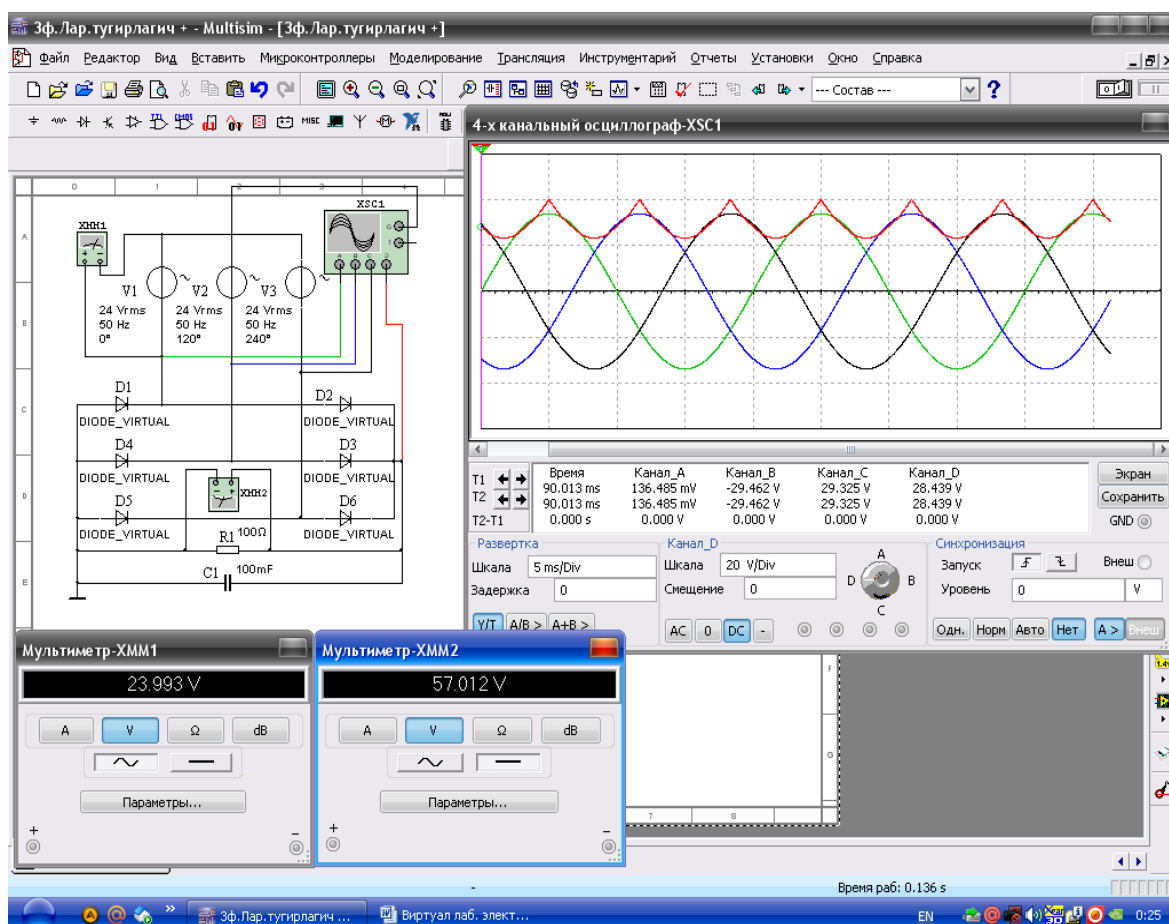 3ф.Лар.тугирлагич + - Multisim - [3ф.Лар.тугирлагич +]
Файл Редактор Вид Вставить Микроконтроллеры Моделирование Трансляция Инструментарий Отчеты Установки Окно Справка
--- Состав --- ?
MISC
4-х канальный осциллограф-XSC1
0 1 2 3 4
A
B
C
D
E
XMM1
XSC1
G
T
A B C D
V1 V2 V3
24 Vrms 24 Vrms 24 Vrms
50 Hz 50 Hz 50 Hz
0° 120° 240°
D1 D2
DIODE_VIRTUAL DIODE_VIRTUAL
D4 D3
DIODE_VIRTUAL DIODE_VIRTUAL
XMM2
D5 D6
DIODE_VIRTUAL DIODE_VIRTUAL
R1 100Ω
C1 100mF
Время Канал_A Канал_B Канал_C Канал_D
T1 90.013 ms 136.485 mV -29.462 V 29.325 V 28.439 V
T2 90.013 ms 136.485 mV -29.462 V 29.325 V 28.439 V
T2-T1 0.000 s 0.000 V 0.000 V 0.000 V 0.000 V
Экран
Сохранить
GND
Развертка
Шкала 5 ms/Div
Задержка 0
Y/T A/B > A+B >
Канал_D
Шкала 20 V/Div
Смещение 0
AC 0 DC -
A
D B
C
Синхронизация
Запуск Внеш
Уровень 0 V
Одн. Норм Авто Нет A > Внеш
Мультиметр-XMM1
23.993 V
A V Ω dB
Параметры...
+ -
Мультиметр-XMM2
57.012 V
A V Ω dB
Параметры...
+ -
F
G
7 8
-
Время раб: 0.136 s
3ф.Лар.тугирлагич ... Виртуал лаб. элект... EN 0:25